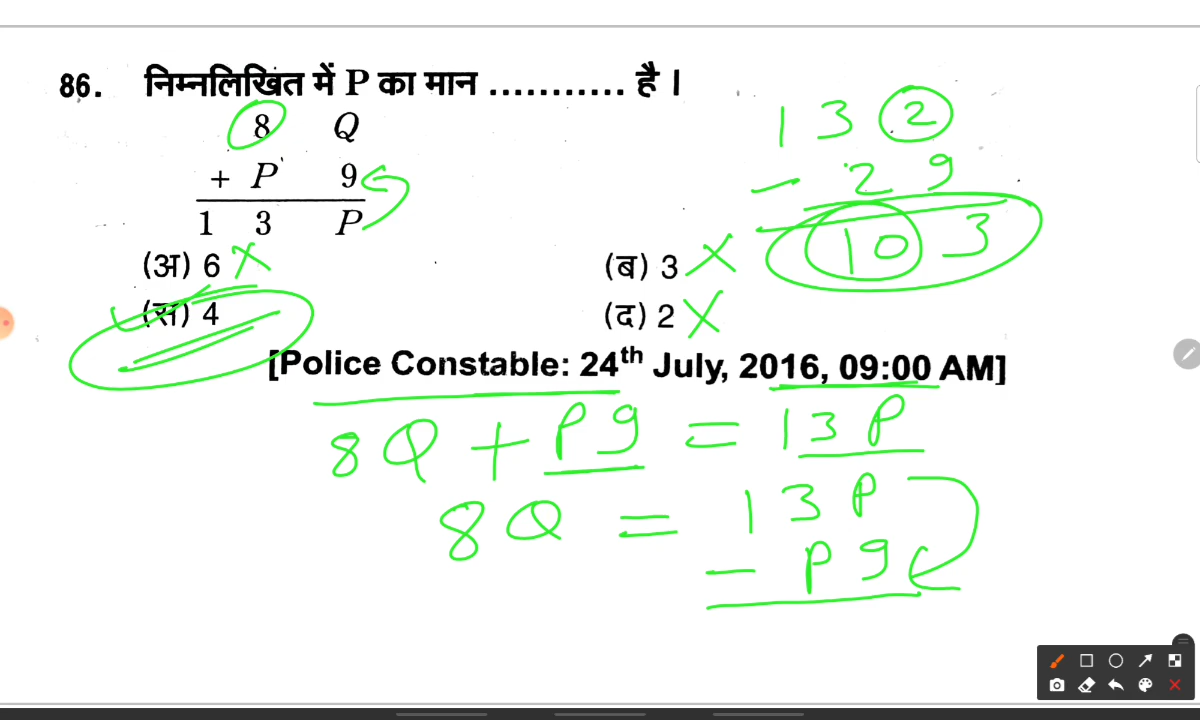 86. निम्नलिखित में P का मान ........... है ।
8 Q
+ P 9
1 3 P
(अ) 6 X
(ब) 3 X
(स) 4
(द) 2 X
[Police Constable: 24th July, 2016, 09:00 AM]
1 3 2
- 2 9
1 0 3
8Q + P9 = 13P
8Q = 13P
- P9